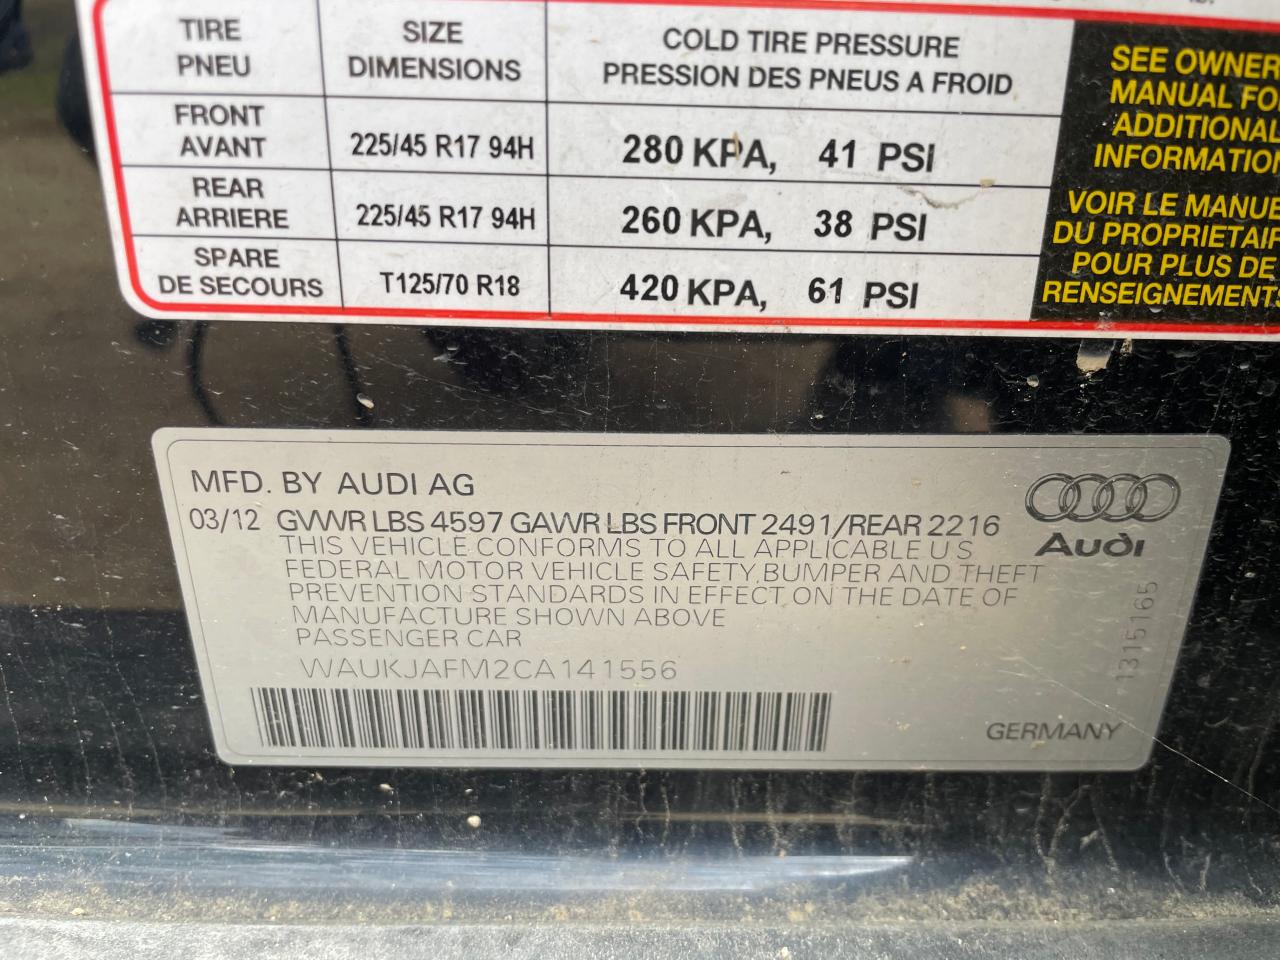 TIRE
PNEU
SIZE
DIMENSIONS
COLD TIRE PRESSURE
PRESSION DES PNEUS A FROID
FRONT
AVANT
225/45 R17 94H
280 KPA, 41 PSI
REAR
ARRIERE
225/45 R17 94H
260 KPA, 38 PSI
SPARE
DE SECOURS
T125/70 R18
420 KPA, 61 PSI
SEE OWNER
MANUAL FO
ADDITIONAL
INFORMATION
VOIR LE MANUE
DU PROPRIETAIR
POUR PLUS DE
RENSEIGNEMENTS
MFD. BY AUDI AG
03/12 GVWR LBS 4597 GAWR LBS FRONT 2491/REAR 2216
THIS VEHICLE CONFORMS TO ALL APPLICABLE U S
FEDERAL MOTOR VEHICLE SAFETY, BUMPER AND THEFT
PREVENTION STANDARDS IN EFFECT ON THE DATE OF
MANUFACTURE SHOWN ABOVE
PASSENGER CAR
WAUKJAFM2CA141556
Audi
1315165
GERMANY